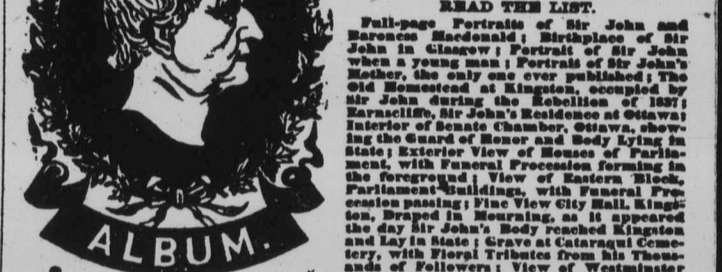 READ THE LIST.
Full-page Portraits of Sir John and
Baroness Macdonald; Birthplace of Sir
John in Glasgow; Portrait of Sir John
when a young man; Portrait of Sir John's
Mother, the only one ever published; The
Old Homestead at Kingston, occupied by
Sir John during the Rebellion of 1837;
Earnscliffe, Sir John's Residence at Ottawa;
Interior of Senate Chamber, Ottawa, show-
ing the Guard of Honor and Body Lying in
State; Exterior View of Houses of Parlia-
ment, with Funeral Procession forming in
the foreground; View of Eastern Block,
Parliament Buildings, with Funeral Pro
cession passing; Fine View City Hall, Kings
ton, Draped in Mourning, as it appeared
the day Sir John's Body reached Kingston
and Lay in State; Grave at Cataraqui Ceme-
tery, with Floral Tributes from his Thous-
ands of Followers; View of Westminster
ALBUM.